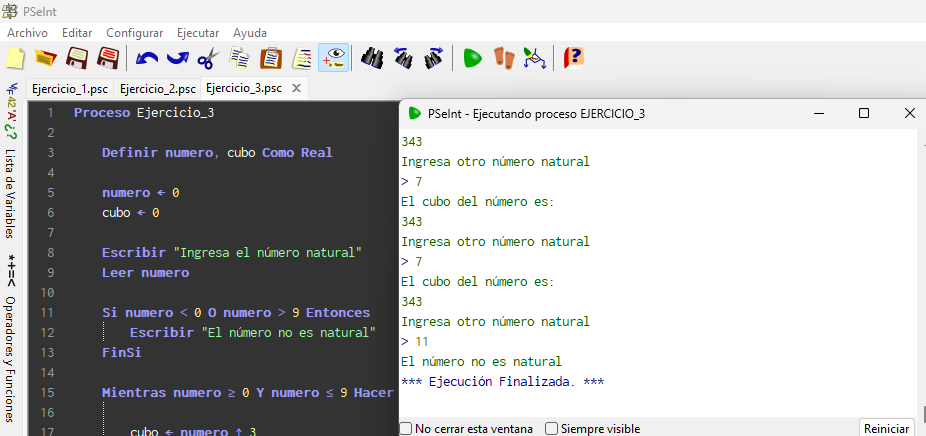 PSeInt
Archivo Editar Configurar Ejecutar Ayuda
Ejercicio_1.psc Ejercicio_2.psc Ejercicio_3.psc
Lista de Variables
Operadores y Funciones
1 Proceso Ejercicio_3
2
3 Definir numero, cubo Como Real
4
5 numero ← 0
6 cubo ← 0
7
8 Escribir "Ingresa el número natural"
9 Leer numero
10
11 Si numero < 0 O numero > 9 Entonces
12 Escribir "El número no es natural"
13 FinSi
14
15 Mientras numero ≥ 0 Y numero ≤ 9 Hacer
16
17 cubo ← numero ↑ 3
PSeInt - Ejecutando proceso EJERCICIO_3
343
Ingresa otro número natural
> 7
El cubo del número es:
343
Ingresa otro número natural
> 7
El cubo del número es:
343
Ingresa otro número natural
> 11
El número no es natural
*** Ejecución Finalizada. ***
No cerrar esta ventana Siempre visible Reiniciar